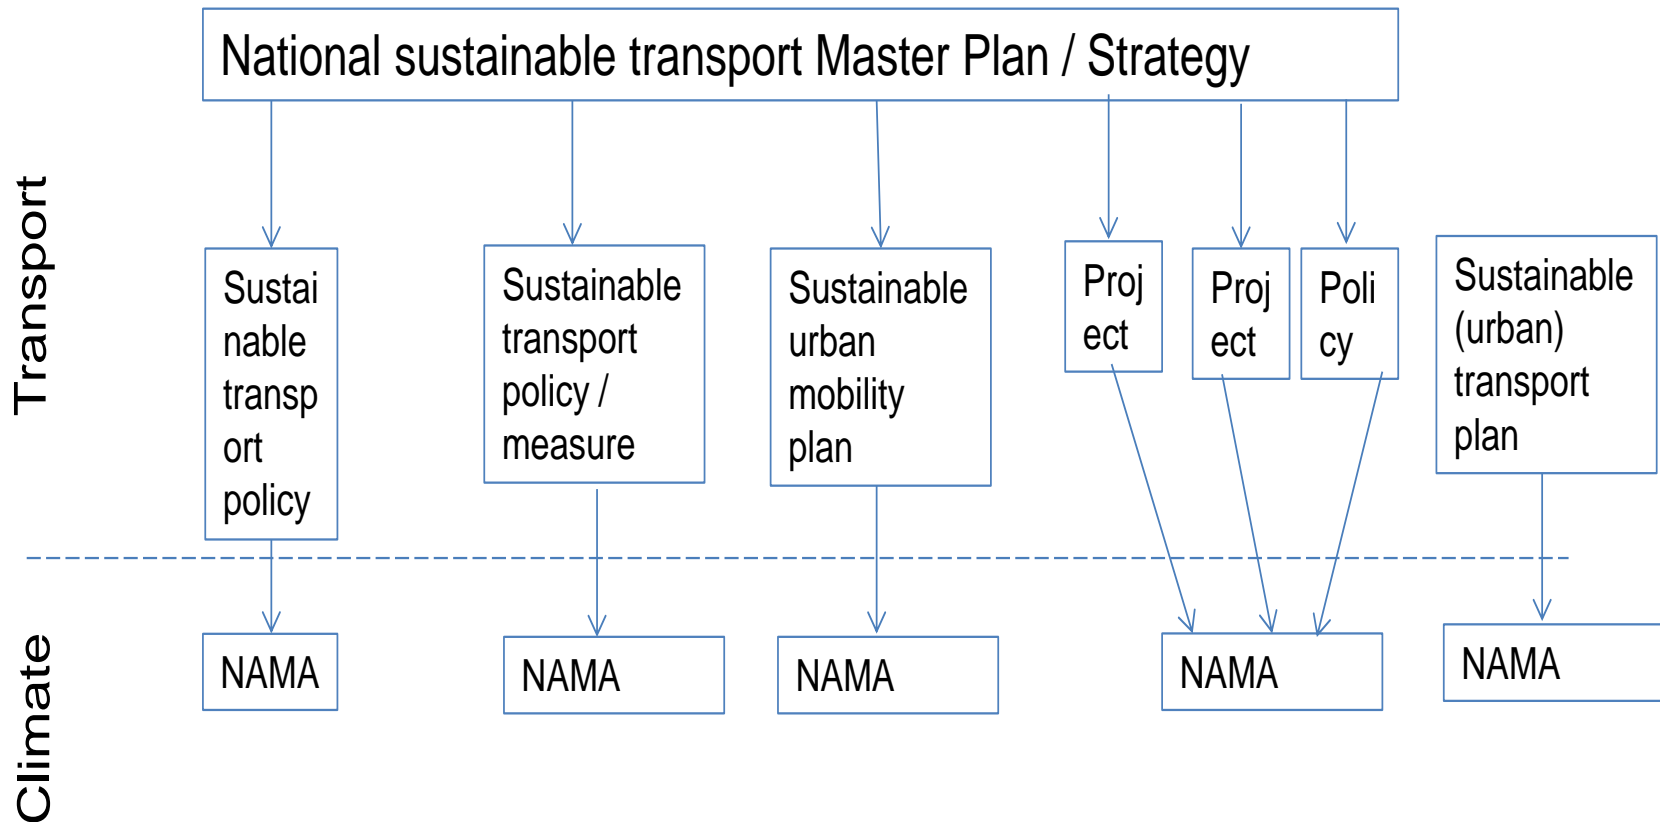 National sustainable transport Master Plan / Strategy
Transport
Sustai
nable
transp
ort
policy
Sustainable
transport
policy /
measure
Sustainable
urban
mobility
plan
Proj
ect
Proj
ect
Poli
cy
Sustainable
(urban)
transport
plan
Climate
NAMA
NAMA
NAMA
NAMA
NAMA